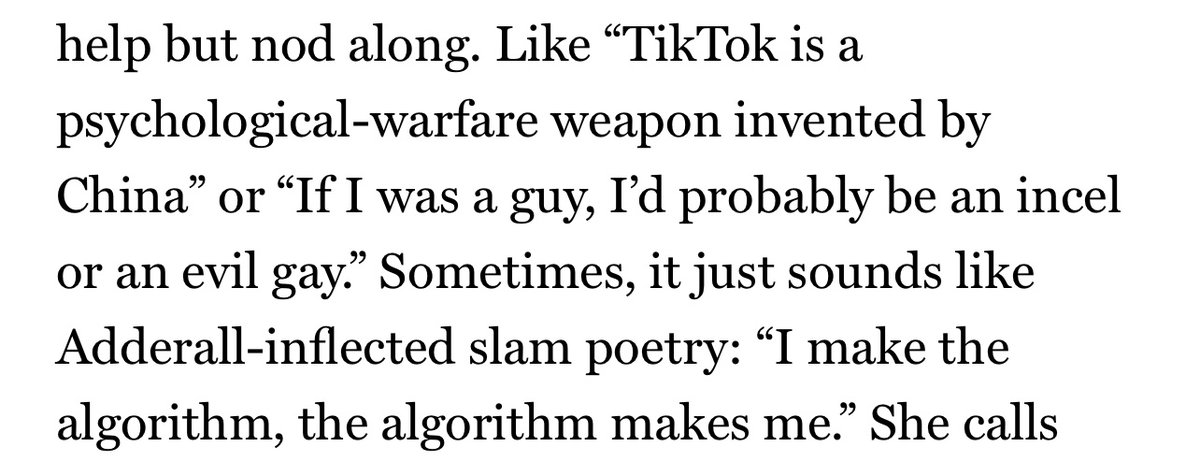 help but nod along. Like “TikTok is a
psychological-warfare weapon invented by
China” or “If I was a guy, I’d probably be an incel
or an evil gay.” Sometimes, it just sounds like
Adderall-inflected slam poetry: “I make the
algorithm, the algorithm makes me.” She calls